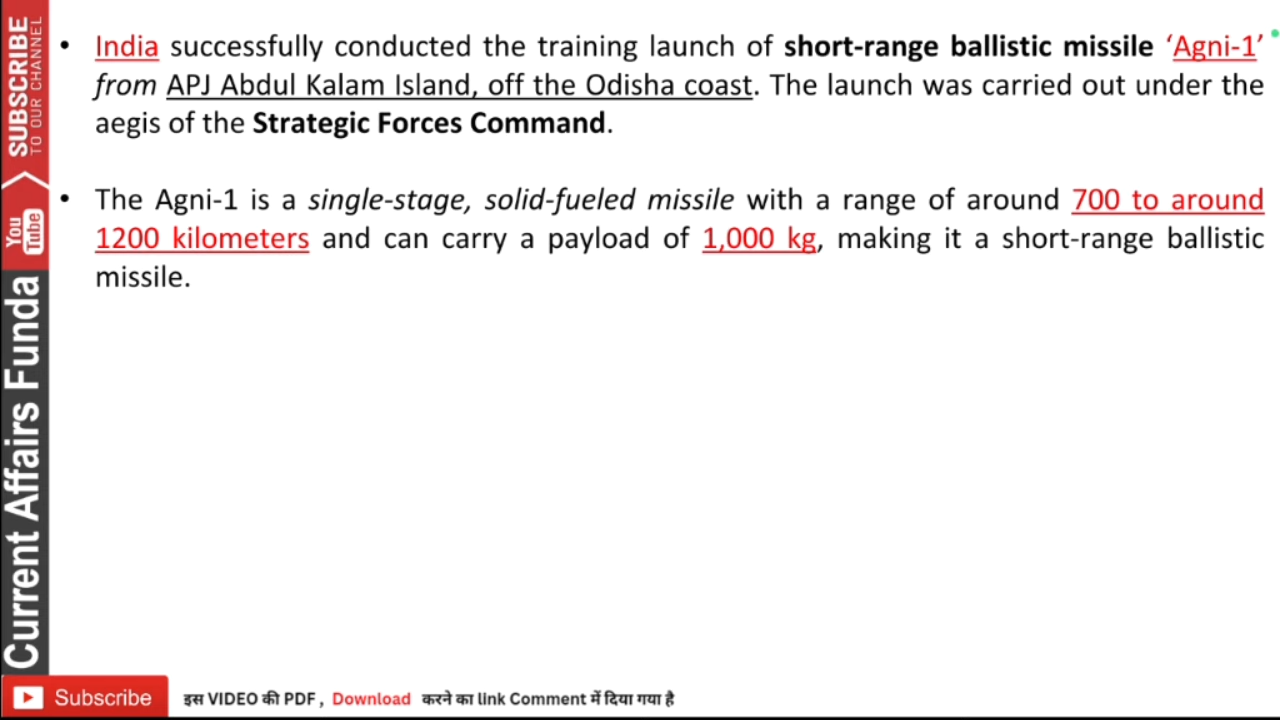 • India successfully conducted the training launch of short-range ballistic missile ‘Agni-1’
from APJ Abdul Kalam Island, off the Odisha coast. The launch was carried out under the
aegis of the Strategic Forces Command.
• The Agni-1 is a single-stage, solid-fueled missile with a range of around 700 to around
1200 kilometers and can carry a payload of 1,000 kg, making it a short-range ballistic
missile.
SUBSCRIBE
TO OUR CHANNEL
You
Tube
Current Affairs Funda
Subscribe
इस VIDEO की PDF , Download करने का link Comment में दिया गया है